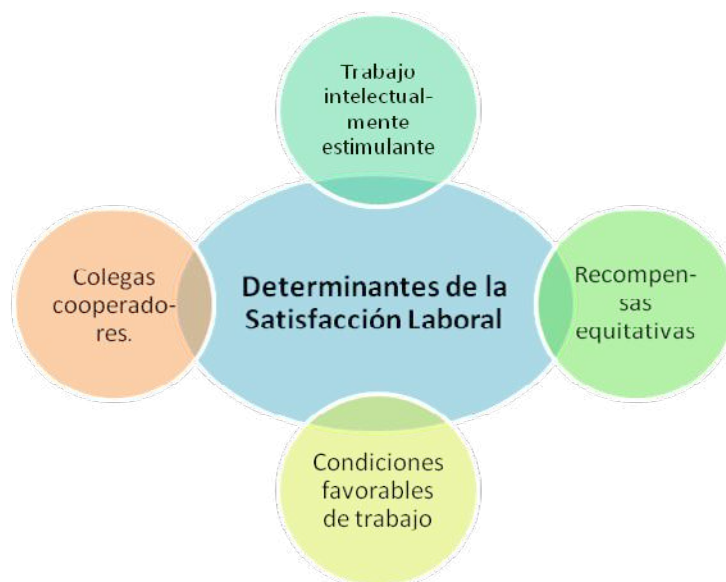 Trabajo
intelectual-
mente
estimulante
Colegas
cooperado-
res.
Determinantes de la
Satisfacción Laboral
Recompen-
sas
equitativas
Condiciones
favorables
de trabajo